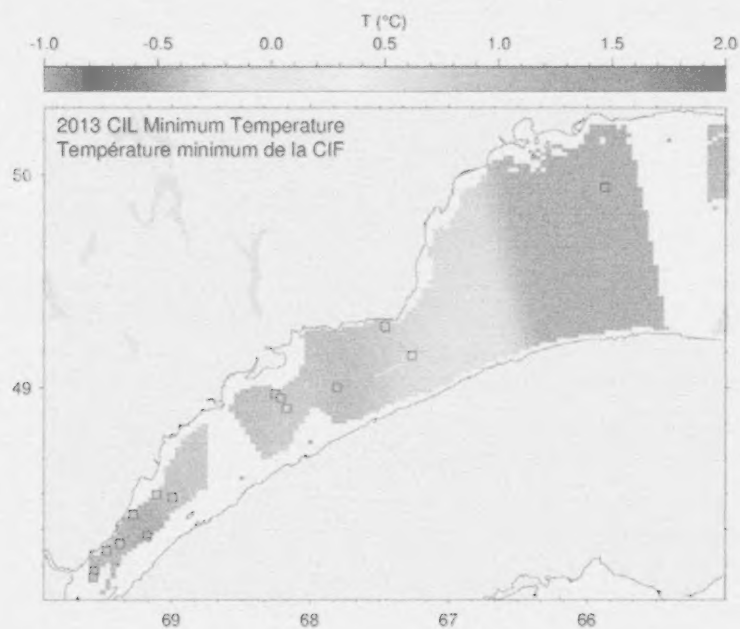 T (°C)
-1.0 -0.5 0.0 0.5 1.0 1.5 2.0
2013 CIL Minimum Temperature
Température minimum de la CIF
50
49
69 68 67 66